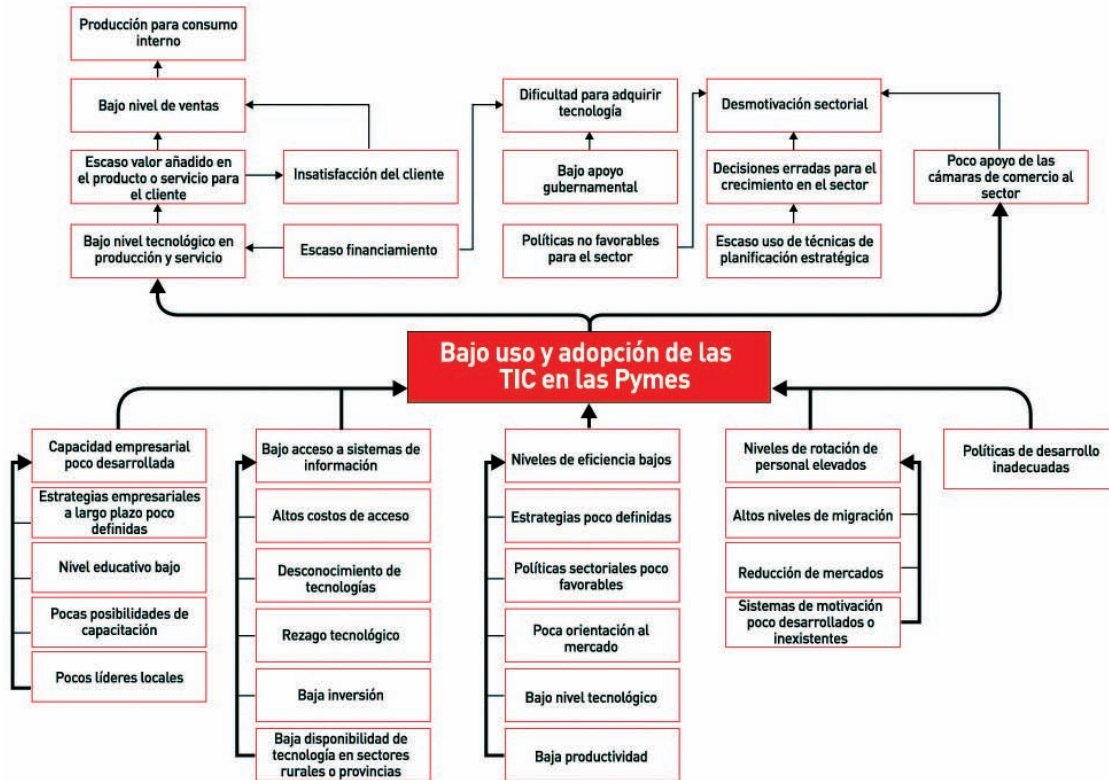 Producción para consumo
interno
Bajo nivel de ventas
Dificultad para adquirir
tecnología
Desmotivación sectorial
Escaso valor añadido en
el producto o servicio para
el cliente
Insatisfacción del cliente
Bajo apoyo
gubernamental
Decisiones erradas para el
crecimiento en el sector
Poco apoyo de las
cámaras de comercio al
sector
Bajo nivel tecnológico en
producción y servicio
Escaso financiamiento
Políticas no favorables
para el sector
Escaso uso de técnicas de
planificación estratégica
Bajo uso y adopción de las
TIC en las Pymes
Capacidad empresarial
poco desarrollada
Estrategias empresariales
a largo plazo poco
definidas
Nivel educativo bajo
Pocas posibilidades de
capacitación
Pocos líderes locales
Bajo acceso a sistemas de
información
Altos costos de acceso
Desconocimiento de
tecnologías
Rezago tecnológico
Baja inversión
Baja disponibilidad de
tecnología en sectores
rurales o provincias
Niveles de eficiencia bajos
Estrategias poco definidas
Políticas sectoriales poco
favorables
Poca orientación al
mercado
Bajo nivel tecnológico
Baja productividad
Niveles de rotación de
personal elevados
Altos niveles de migración
Reducción de mercados
Sistemas de motivación
poco desarrollados o
inexistentes
Políticas de desarrollo
inadecuadas